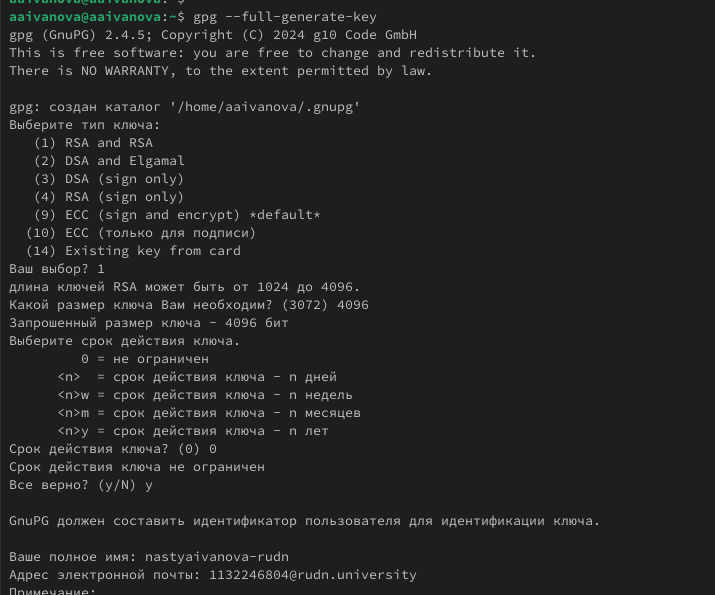 aaivanova@aaivanova:~$
aaivanova@aaivanova:~$ gpg --full-generate-key
gpg (GnuPG) 2.4.5; Copyright (C) 2024 g10 Code GmbH
This is free software: you are free to change and redistribute it.
There is NO WARRANTY, to the extent permitted by law.

gpg: создан каталог '/home/aaivanova/.gnupg'
Выберите тип ключа:
   (1) RSA and RSA
   (2) DSA and Elgamal
   (3) DSA (sign only)
   (4) RSA (sign only)
   (9) ECC (sign and encrypt) *default*
  (10) ECC (только для подписи)
  (14) Existing key from card
Ваш выбор? 1
длина ключей RSA может быть от 1024 до 4096.
Какой размер ключа Вам необходим? (3072) 4096
Запрошенный размер ключа - 4096 бит
Выберите срок действия ключа.
         0 = не ограничен
      <n>  = срок действия ключа - n дней
      <n>w = срок действия ключа - n недель
      <n>m = срок действия ключа - n месяцев
      <n>y = срок действия ключа - n лет
Срок действия ключа? (0) 0
Срок действия ключа не ограничен
Все верно? (y/N) y

GnuPG должен составить идентификатор пользователя для идентификации ключа.

Ваше полное имя: nastyaivanova-rudn
Адрес электронной почты: 1132246804@rudn.university
Примечание: